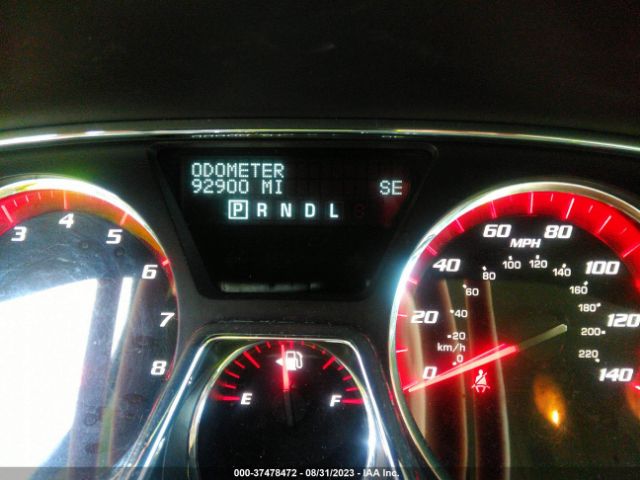 ODOMETER
92900 MI SE
P R N D L
3 4 5 6 7 8
E F
0 20 40 60 80 100 120 140
MPH
0 20 40 60 80 100 120 140 160 180 200 220
km/h
000-37478472 - 08/31/2023 - IAA Inc.